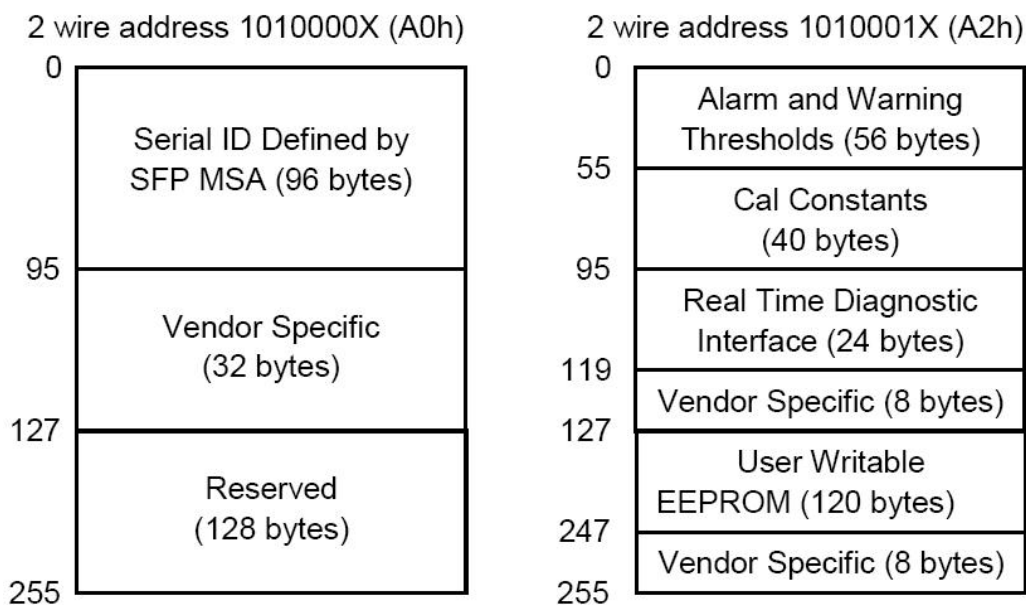 2 wire address 1010000X (A0h)
0
Serial ID Defined by
SFP MSA (96 bytes)
95
Vendor Specific
(32 bytes)
127
Reserved
(128 bytes)
255
2 wire address 1010001X (A2h)
0
Alarm and Warning
Thresholds (56 bytes)
55
Cal Constants
(40 bytes)
95
Real Time Diagnostic
Interface (24 bytes)
119
Vendor Specific (8 bytes)
127
User Writable
EEPROM (120 bytes)
247
Vendor Specific (8 bytes)
255